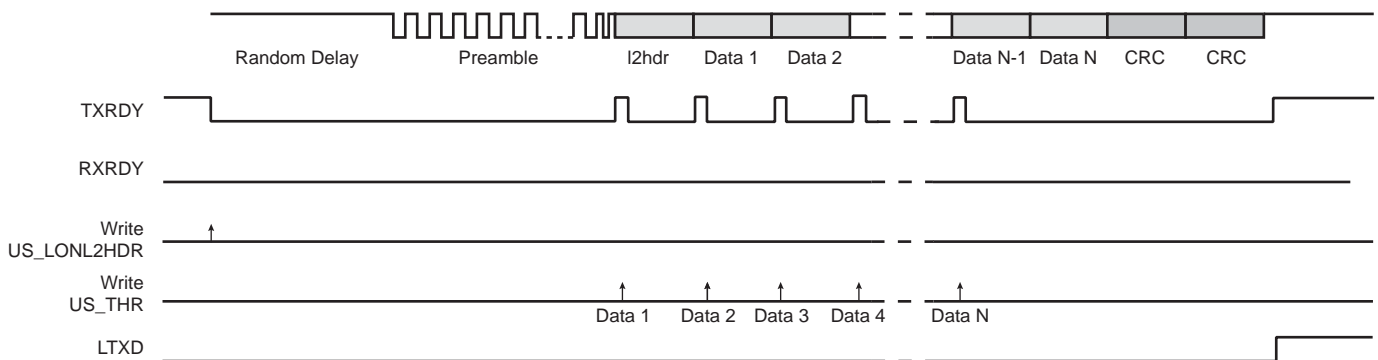 Random Delay Preamble l2hdr Data 1 Data 2 Data N-1 Data N CRC CRC
TXRDY
RXRDY
Write
US_LONL2HDR
Write
US_THR
Data 1 Data 2 Data 3 Data 4 Data N
LTXD